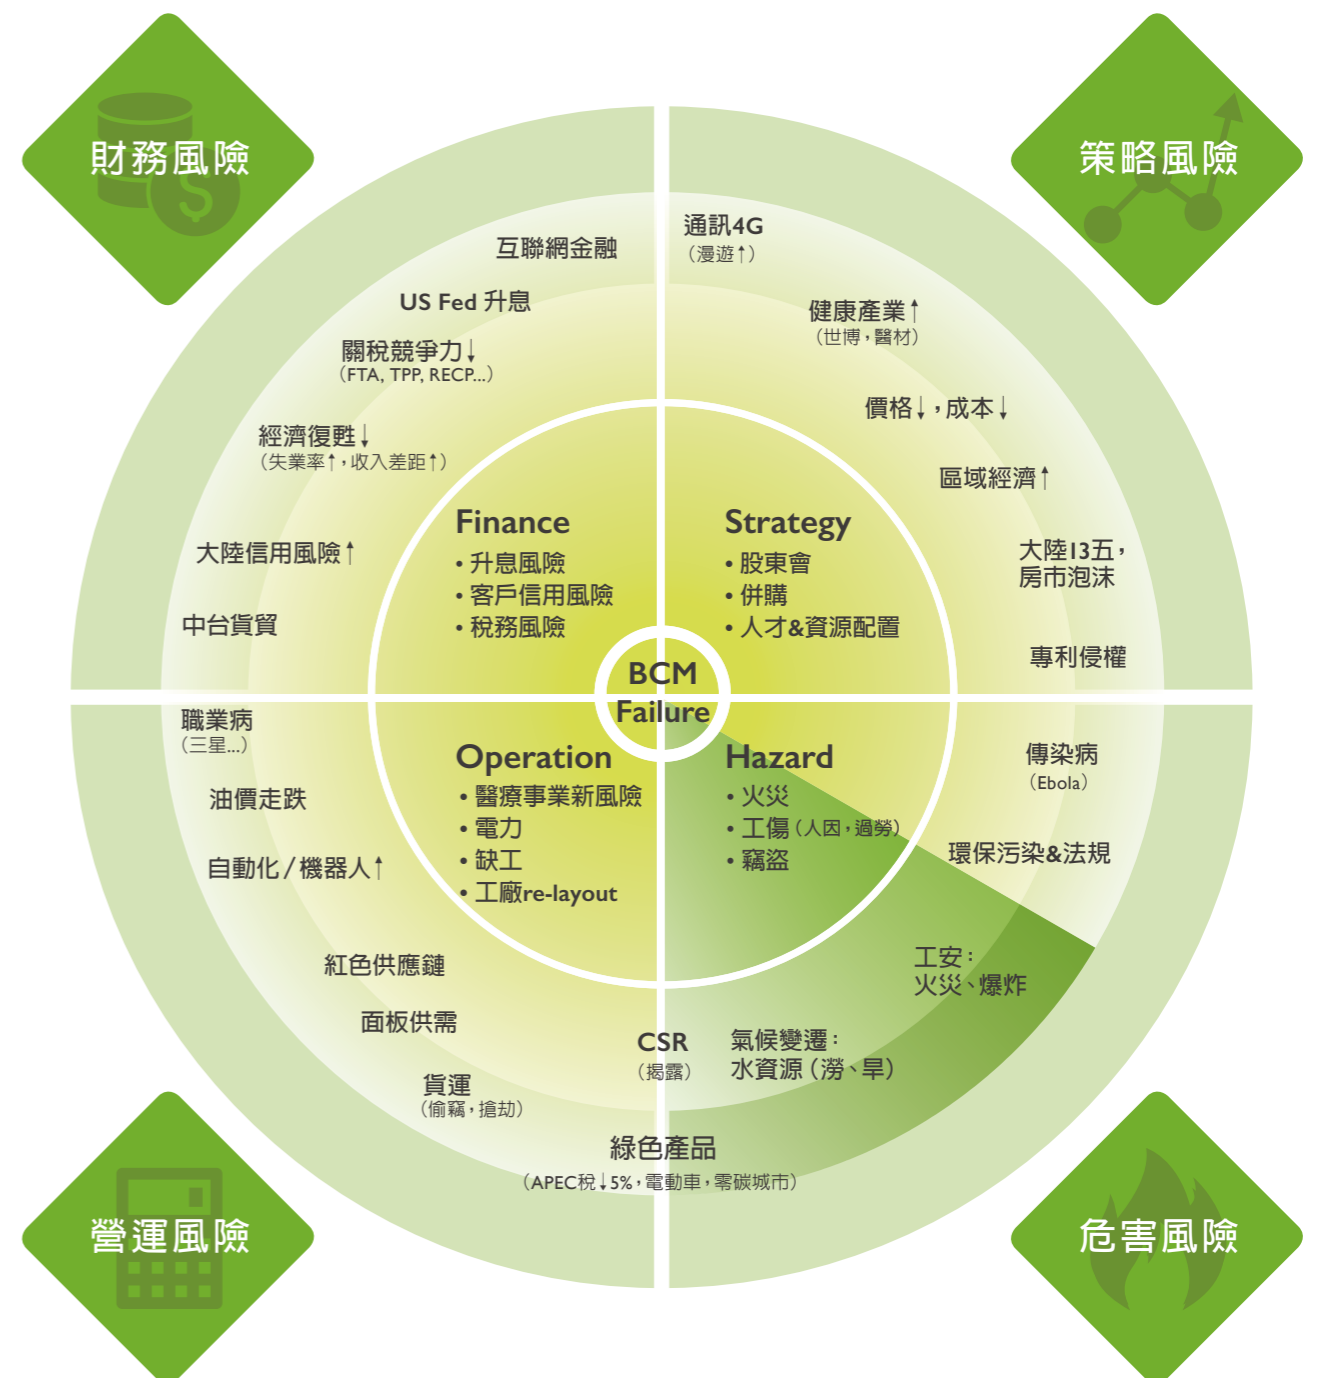 財務風險
策略風險
互聯網金融
US Fed 升息
關稅競爭力↓
（FTA, TPP, RECP...）
經濟復甦↓
（失業率↑，收入差距↑）
大陸信用風險↑
中台貨貿
Finance
• 升息風險
• 客戶信用風險
• 稅務風險
通訊4G
（漫遊↑）
健康產業↑
（世博，醫材）
價格↓，成本↓
區域經濟↑
大陸13五，
房市泡沫
專利侵權
Strategy
• 股東會
• 併購
• 人才&資源配置
BCM
Failure
職業病
（三星...）
油價走跌
自動化/機器人↑
紅色供應鏈
面板供需
貨運
（偷竊，搶劫）
Operation
• 醫療事業新風險
• 電力
• 缺工
• 工廠re-layout
Hazard
• 火災
• 工傷（人因，過勞）
• 竊盜
傳染病
（Ebola）
環保污染&法規
工安：
火災、爆炸
CSR
（揭露）
氣候變遷：
水資源（澇、旱）
綠色產品
（APEC稅↓5%，電動車，零碳城市）
營運風險
危害風險